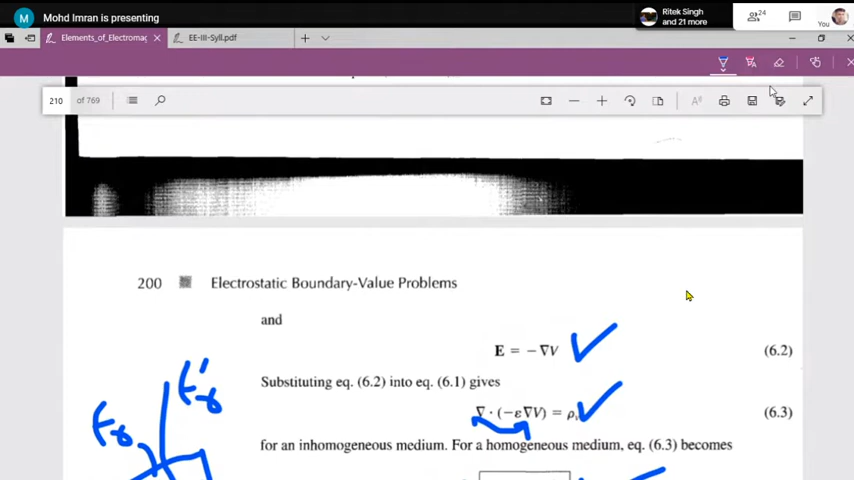 M Mohd Imran is presenting
Ritek Singh
and 21 more
24
You
Elements_of_Electromag
EE-III-Syll.pdf
210 of 769
200 Electrostatic Boundary-Value Problems
and
E = −∇V (6.2)
Substituting eq. (6.2) into eq. (6.1) gives
∇ · (−ε∇V) = ρᵥ (6.3)
for an inhomogeneous medium. For a homogeneous medium, eq. (6.3) becomes